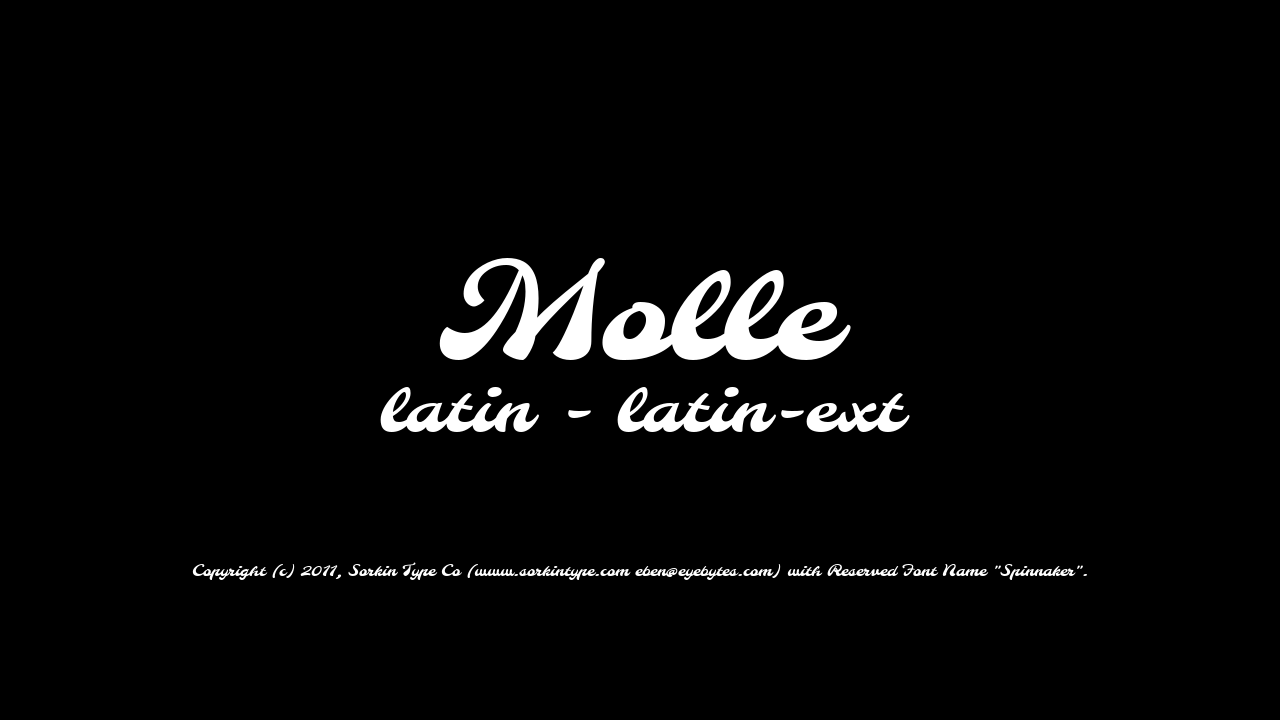 Molle
latin - latin-ext
Copyright (c) 2011, Sorkin Type Co (www.sorkintype.com eben@eyebytes.com) with Reserved Font Name "Spinnaker".